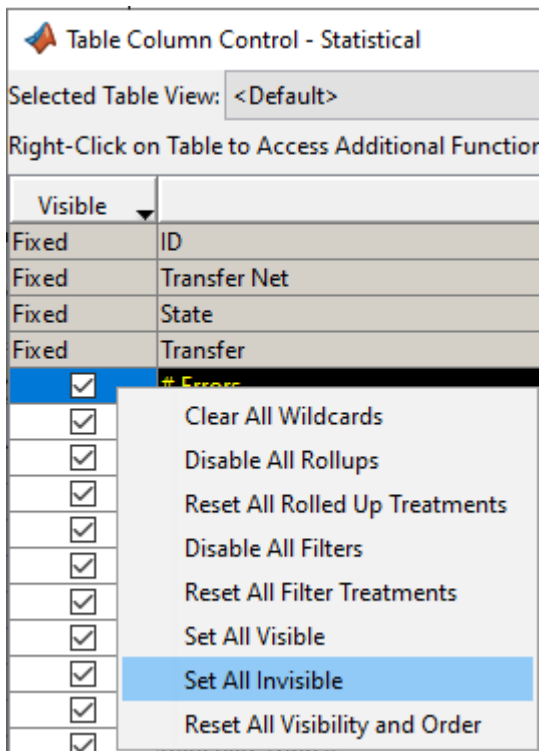 Table Column Control - Statistical
Selected Table View: <Default>
Right-Click on Table to Access Additional Function
Visible
Fixed ID
Fixed Transfer Net
Fixed State
Fixed Transfer
# Errors
Clear All Wildcards
Disable All Rollups
Reset All Rolled Up Treatments
Disable All Filters
Reset All Filter Treatments
Set All Visible
Set All Invisible
Reset All Visibility and Order